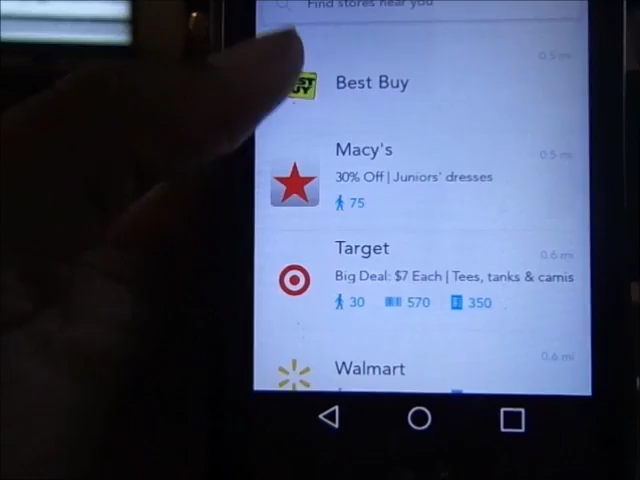 Find stores near you
0.5 mi
Best Buy
Macy's
0.5 mi
30% Off | Juniors' dresses
75
Target
0.6 mi
Big Deal: $7 Each | Tees, tanks & camis
30 570 350
0.6 mi
Walmart